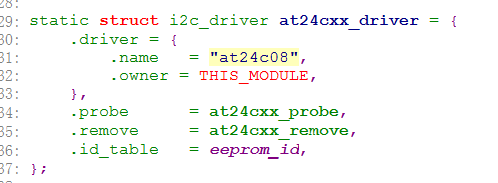 28:
29: static struct i2c_driver at24cxx_driver = {
30:     .driver = {
31:         .name   = "at24c08",
32:         .owner = THIS_MODULE,
33:     },
34:     .probe      = at24cxx_probe,
35:     .remove     = at24cxx_remove,
36:     .id_table   = eeprom_id,
37: };